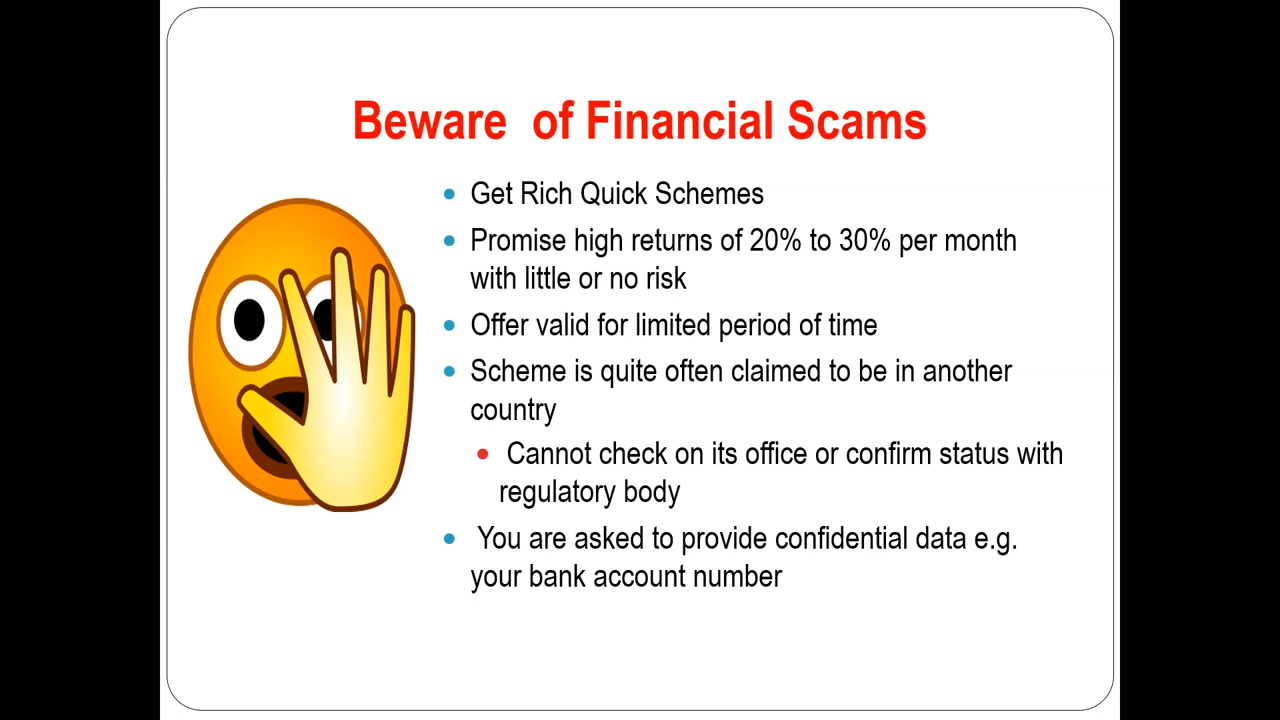 Beware of Financial Scams
• Get Rich Quick Schemes
• Promise high returns of 20% to 30% per month
with little or no risk
• Offer valid for limited period of time
• Scheme is quite often claimed to be in another
country
• Cannot check on its office or confirm status with
regulatory body
• You are asked to provide confidential data e.g.
your bank account number